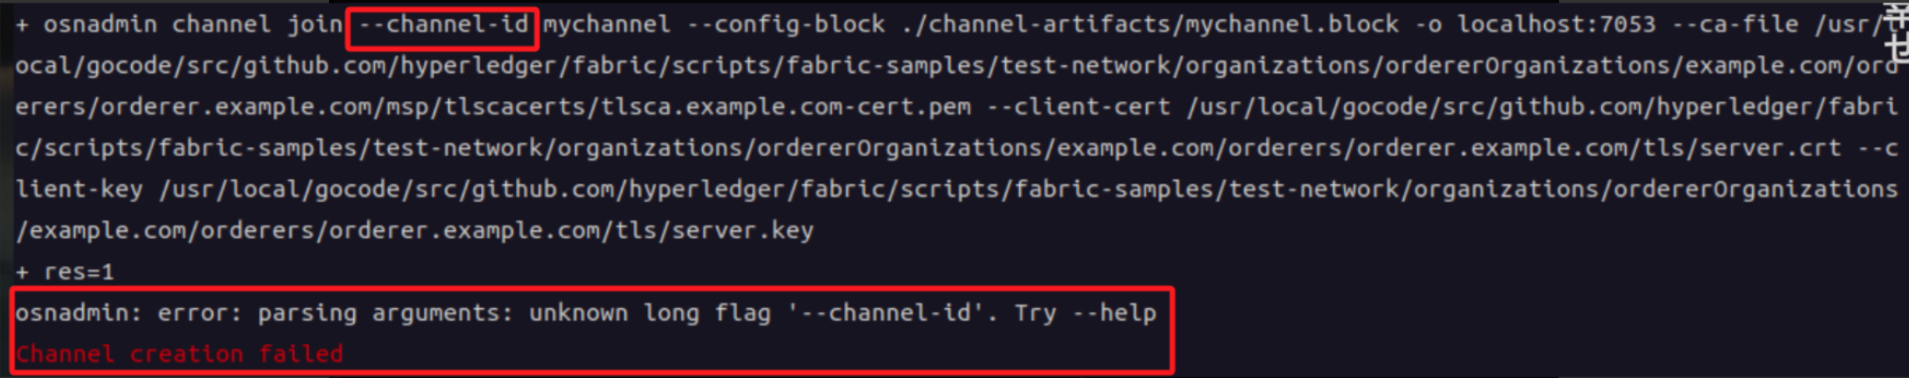 + osnadmin channel join --channel-id mychannel --config-block ./channel-artifacts/mychannel.block -o localhost:7053 --ca-file /usr/l
ocal/gocode/src/github.com/hyperledger/fabric/scripts/fabric-samples/test-network/organizations/ordererOrganizations/example.com/ord
erers/orderer.example.com/msp/tlscacerts/tlsca.example.com-cert.pem --client-cert /usr/local/gocode/src/github.com/hyperledger/fabri
c/scripts/fabric-samples/test-network/organizations/ordererOrganizations/example.com/orderers/orderer.example.com/tls/server.crt --c
lient-key /usr/local/gocode/src/github.com/hyperledger/fabric/scripts/fabric-samples/test-network/organizations/ordererOrganizations
/example.com/orderers/orderer.example.com/tls/server.key
+ res=1
osnadmin: error: parsing arguments: unknown long flag '--channel-id'. Try --help
Channel creation failed